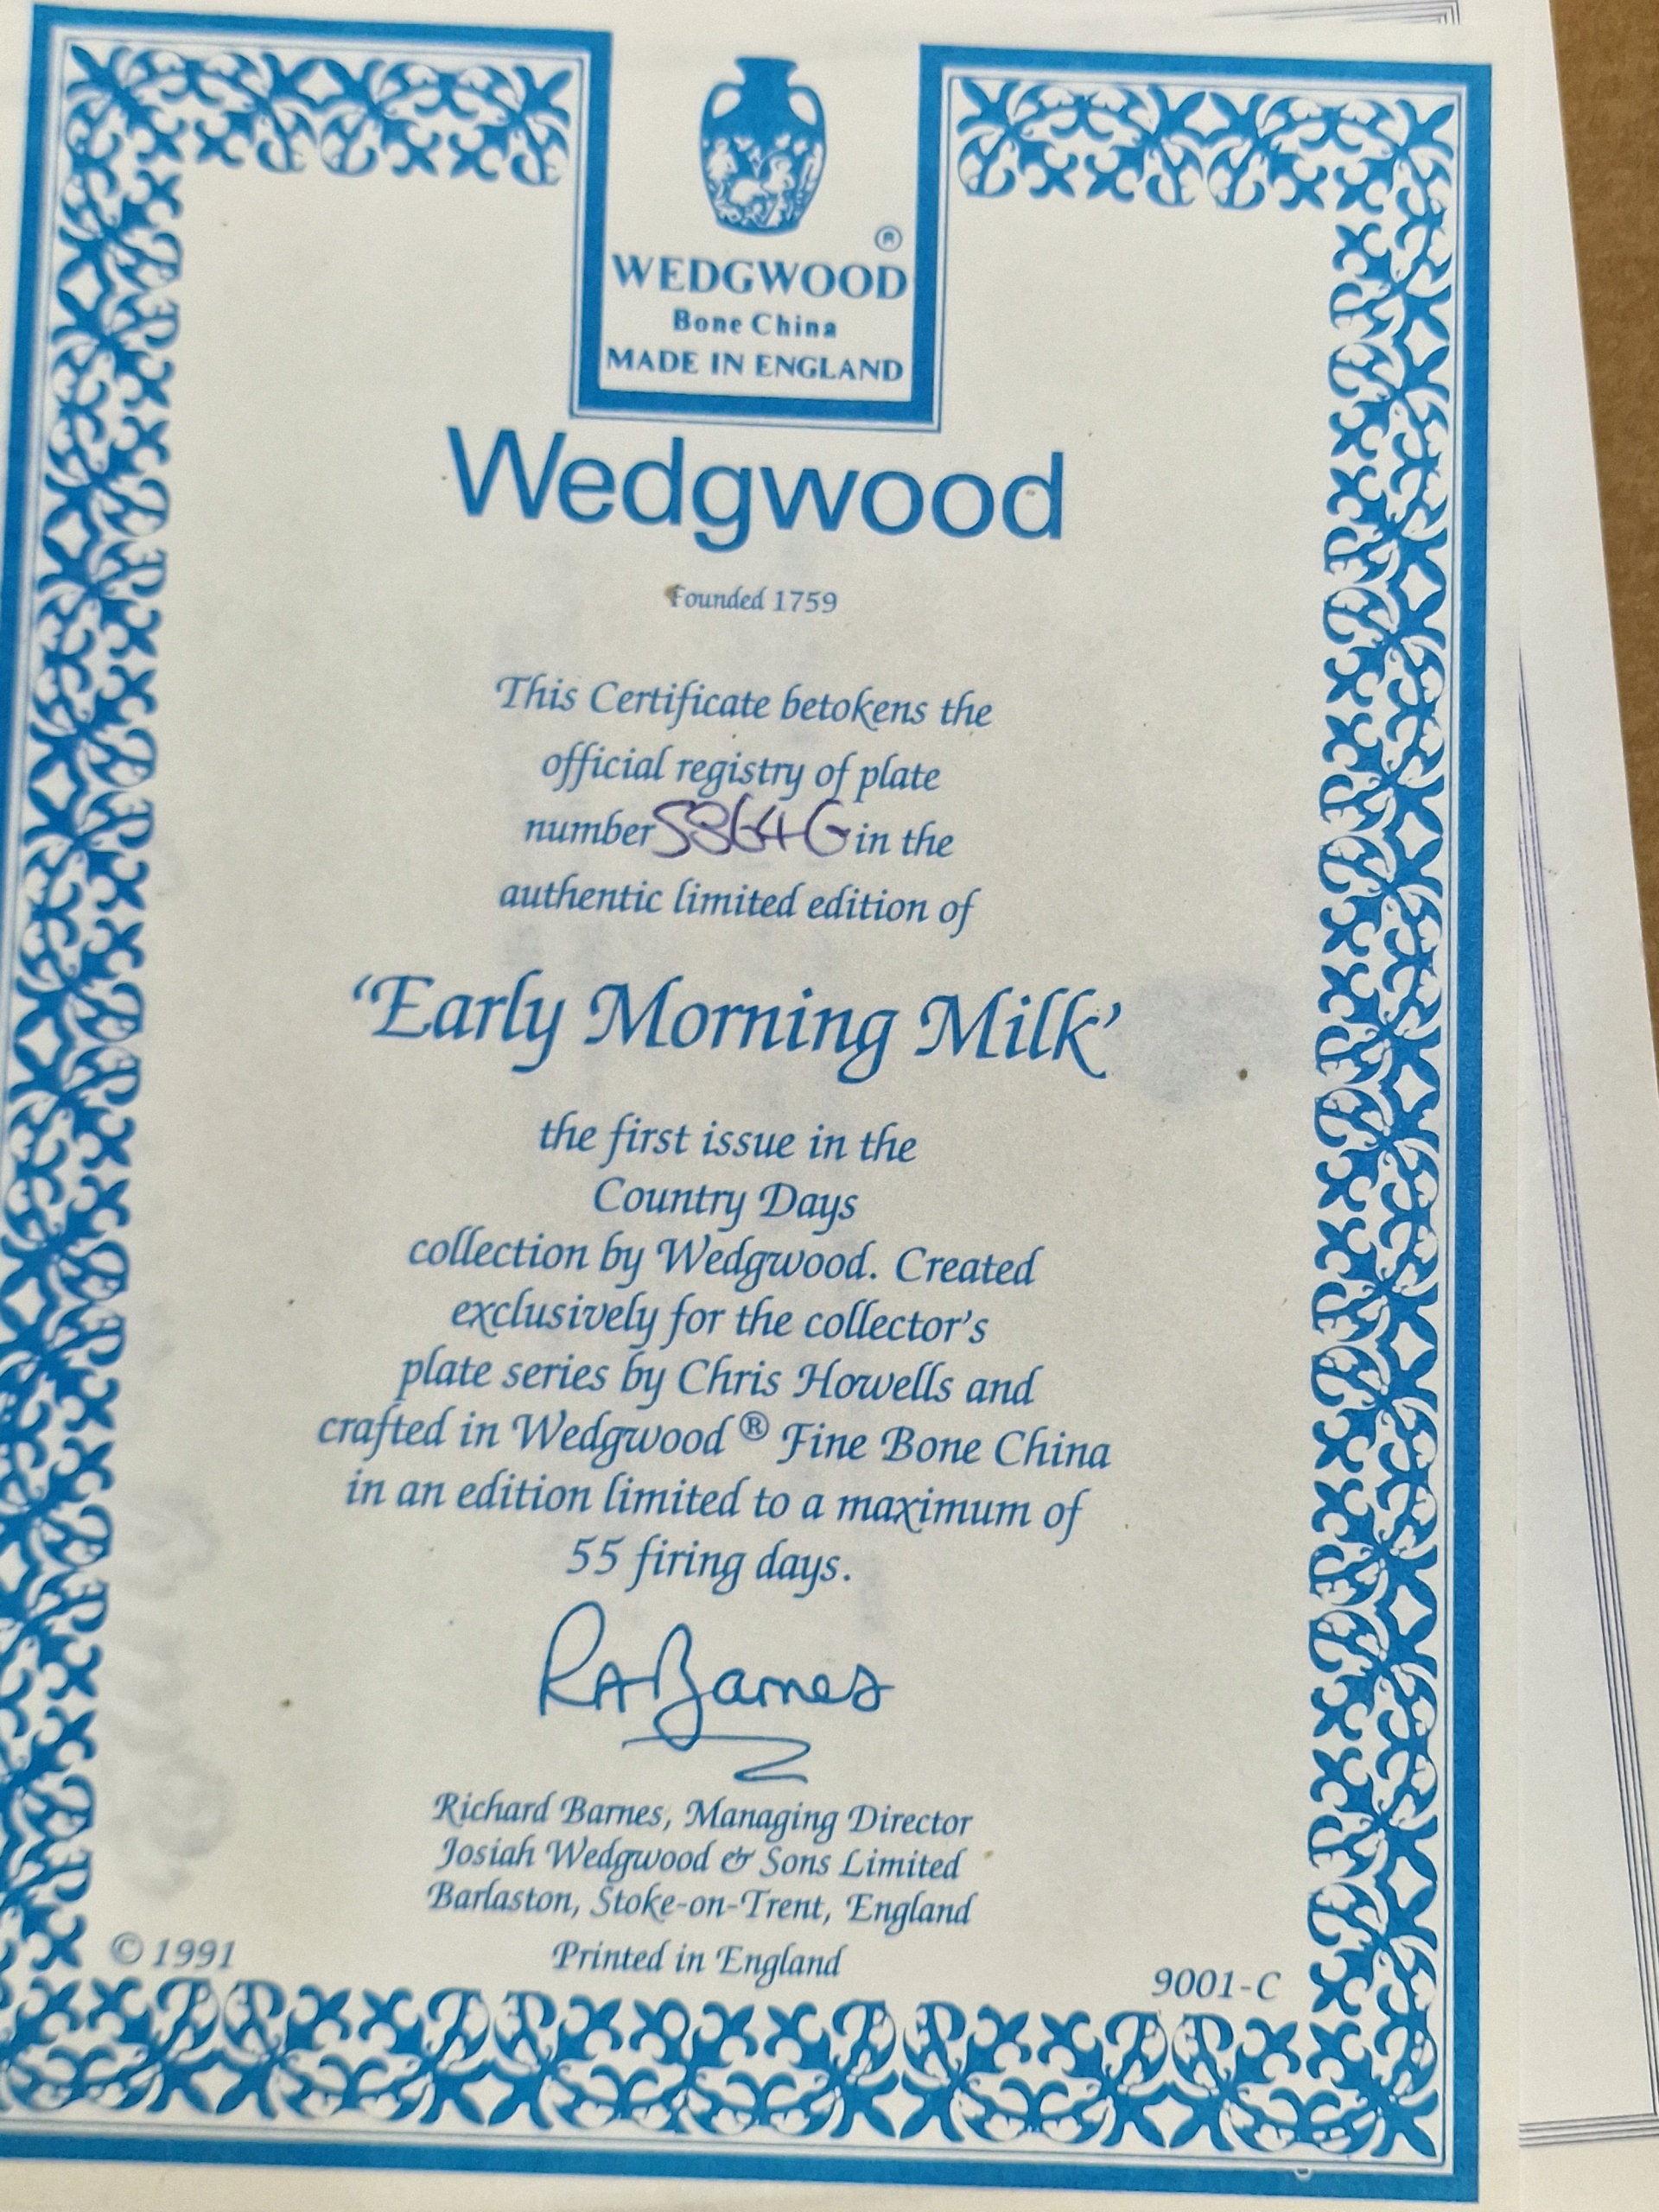 ®
WEDGWOOD
Bone China
MADE IN ENGLAND
Wedgwood
Founded 1759
This Certificate betokens the
official registry of plate
number 5864G in the
authentic limited edition of
‘Early Morning Milk’
the first issue in the
Country Days
collection by Wedgwood. Created
exclusively for the collector's
plate series by Chris Howells and
crafted in Wedgwood ® Fine Bone China
in an edition limited to a maximum of
55 firing days.
RABarnes
Richard Barnes, Managing Director
Josiah Wedgwood & Sons Limited
Barlaston, Stoke-on-Trent, England
Printed in England
© 1991
9001-C